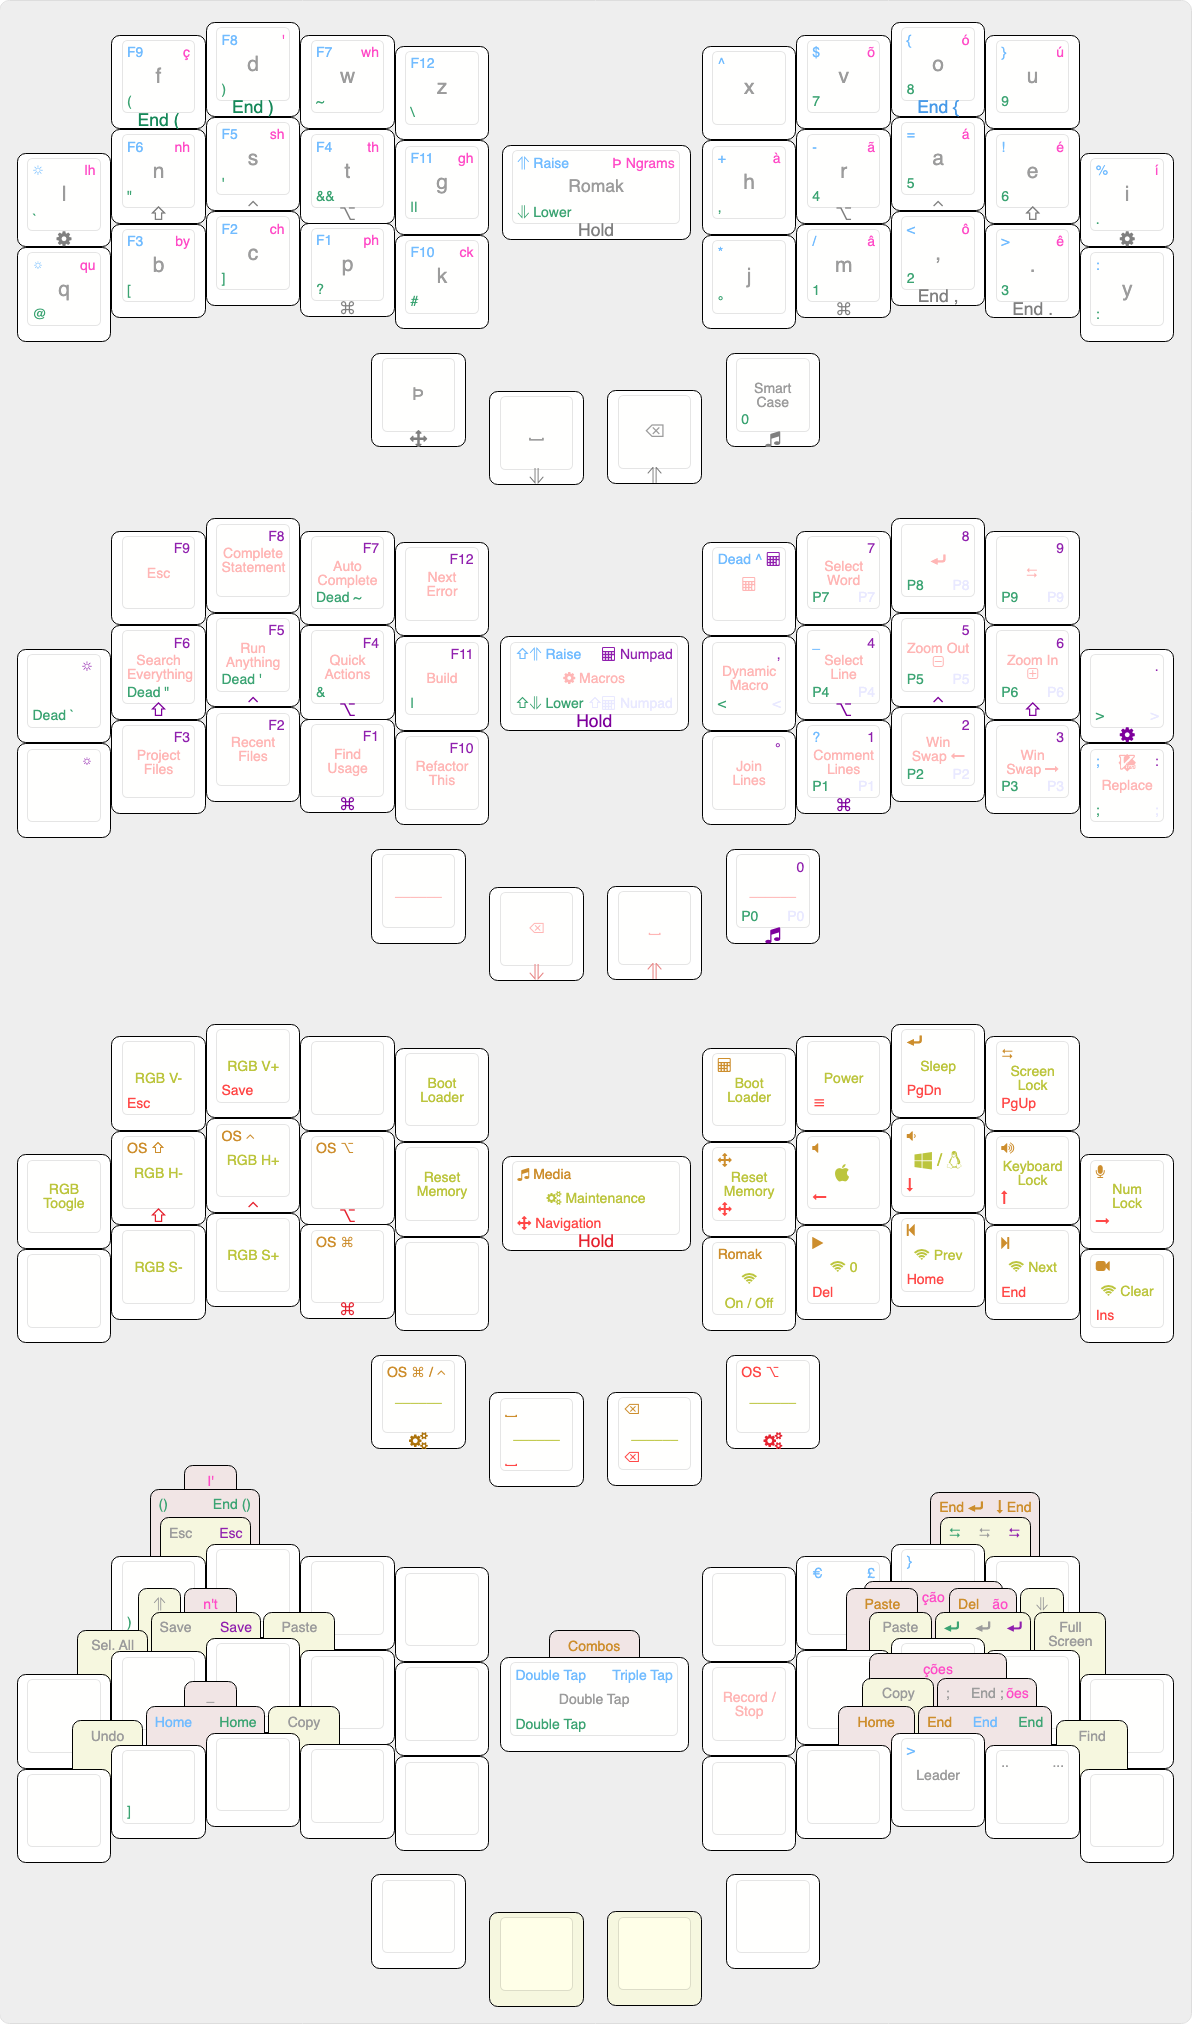 F9 ç
f
(
End (
F8 '
d
)
End )
F7 wh
w
~
F12
z
\
^
x
$ õ
v
7
{ ó
o
8
End {
} ú
u
9
lh
l
`
F6 nh
n
"
⇧
F5 sh
s
'
^
F4 th
t
&&
⌥
F11 gh
g
||
⇑ Raise Þ Ngrams
Romak
⇓ Lower
Hold
+ à
h
,
- ã
r
4
⌥
= á
a
5
^
! é
e
6
⇧
% í
i
.
qu
q
@
F3 by
b
[
F2 ch
c
]
F1 ph
p
?
⌘
F10 ck
k
#
*
j
°
/ â
m
1
⌘
< ô
,
2
End ,
> ê
.
3
End .
:
y
:
Þ
Smart
Case
0
F9
Esc
F8
Complete
Statement
F7
Auto
Complete
Dead ~
F12
Next
Error
Dead ^
7
Select
Word
P7 P7
8
P8 P8
9
P9 P9
Dead `
F6
Search
Everything
Dead "
⇧
F5
Run
Anything
Dead '
^
F4
Quick
Actions
&
⌥
F11
Build
|
⇧⇑ Raise Numpad
Macros
⇧⇓ Lower ⇧ Numpad
Hold
,
Dynamic
Macro
< <
_ 4
Select
Line
P4 P4
⌥
5
Zoom Out
P5 P5
^
6
Zoom In
P6 P6
⇧
.
> >
F3
Project
Files
F2
Recent
Files
F1
Find
Usage
⌘
F10
Refactor
This
°
Join
Lines
? 1
Comment
Lines
P1 P1
⌘
2
Win
Swap ←
P2 P2
3
Win
Swap →
P3 P3
; :
Replace
; ;
0
P0 P0
RGB V-
Esc
RGB V+
Save
Boot
Loader
Boot
Loader
Power
≡
Sleep
PgDn
Screen
Lock
PgUp
RGB
Toogle
OS ⇧
RGB H-
⇧
OS ^
RGB H+
^
OS ⌥
⌥
Reset
Memory
Media
Maintenance
Navigation
Hold
Reset
Memory
←
/
↓
Keyboard
Lock
↑
Num
Lock
→
RGB S-
RGB S+
OS ⌘
⌘
Romak
On / Off
0
Del
Prev
Home
Next
End
Clear
Ins
OS ⌘ / ^
OS ⌥
I'
() End ()
Esc Esc
End ↵ ↓ End
)
⇑
n't
€ £
}
Paste ção Del ão ⇓
Save Save Paste
Paste
Full
Screen
Sel. All
Combos
Double Tap Triple Tap
Double Tap
Double Tap
Record /
Stop
ções
Copy ; End ; ões
_
Undo Home Home Copy
Home End End End Find
]
>
Leader
.. ...